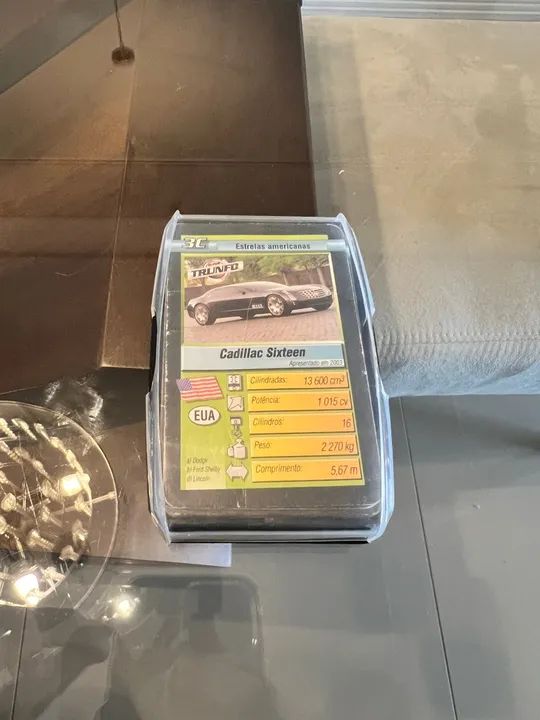 3C
Estrelas americanas
TRUNFO
Cadillac Sixteen
Apresentado em 2003
EUA
Cilindradas: 13 600 cm³
Potência: 1 015 cv
Cilindros: 16
Peso: 2 270 kg
Comprimento: 5,67 m
a) Dodge
b) Ford Shelby
d) Lincoln